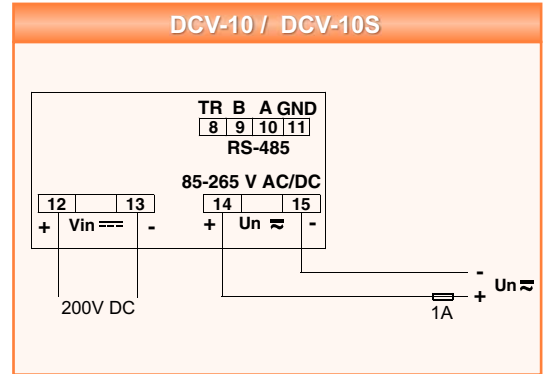 DCV-10 / DCV-10S
TR B A GND
8 9 10 11
RS-485
85-265 V AC/DC
12 13 14 15
+ Vin - + Un -
200V DC
-
Un
+
1A